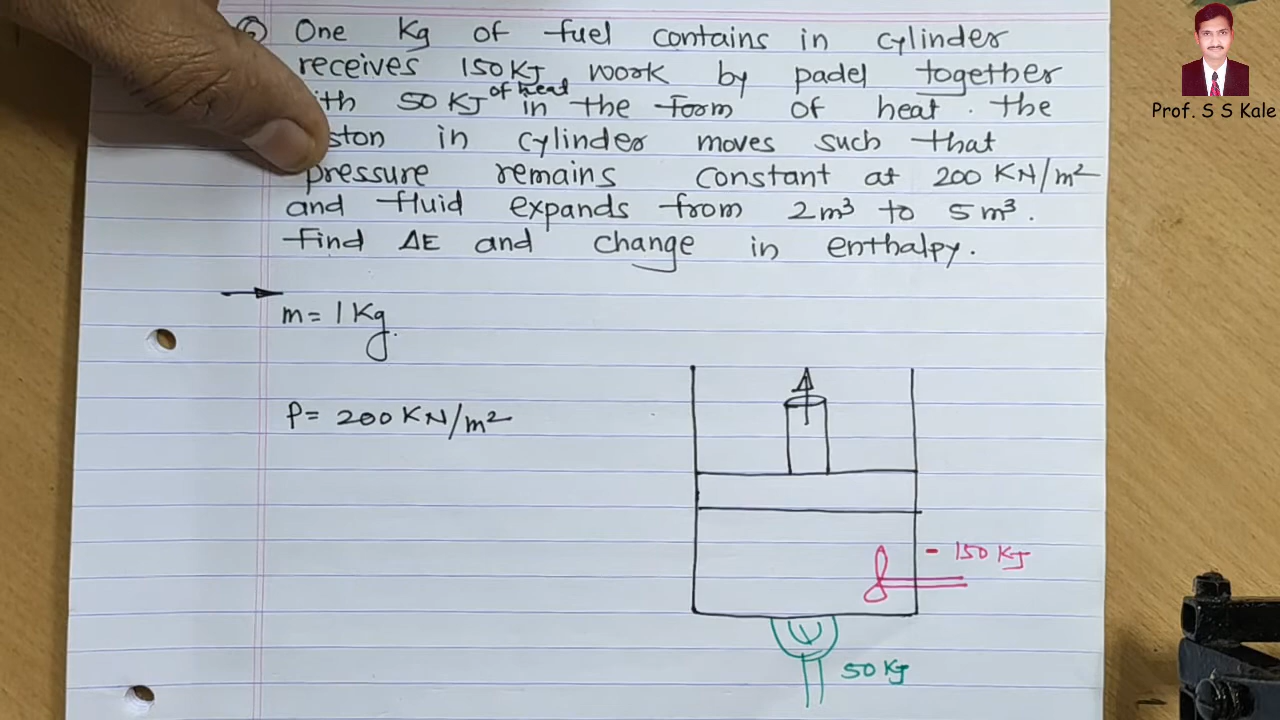 One Kg of fuel contains in cylinder
receives 150 KJ work by padel together
of heat
50 KJ in the form of heat. The
in cylinder moves such that
pressure remains constant at 200 KN/m²
and fluid expands from 2m³ to 5m³.
Find ΔE and change in enthalpy.
m = 1 Kg.
P = 200 KN/m²
- 150 KJ
50 KJ
Prof. S S Kale